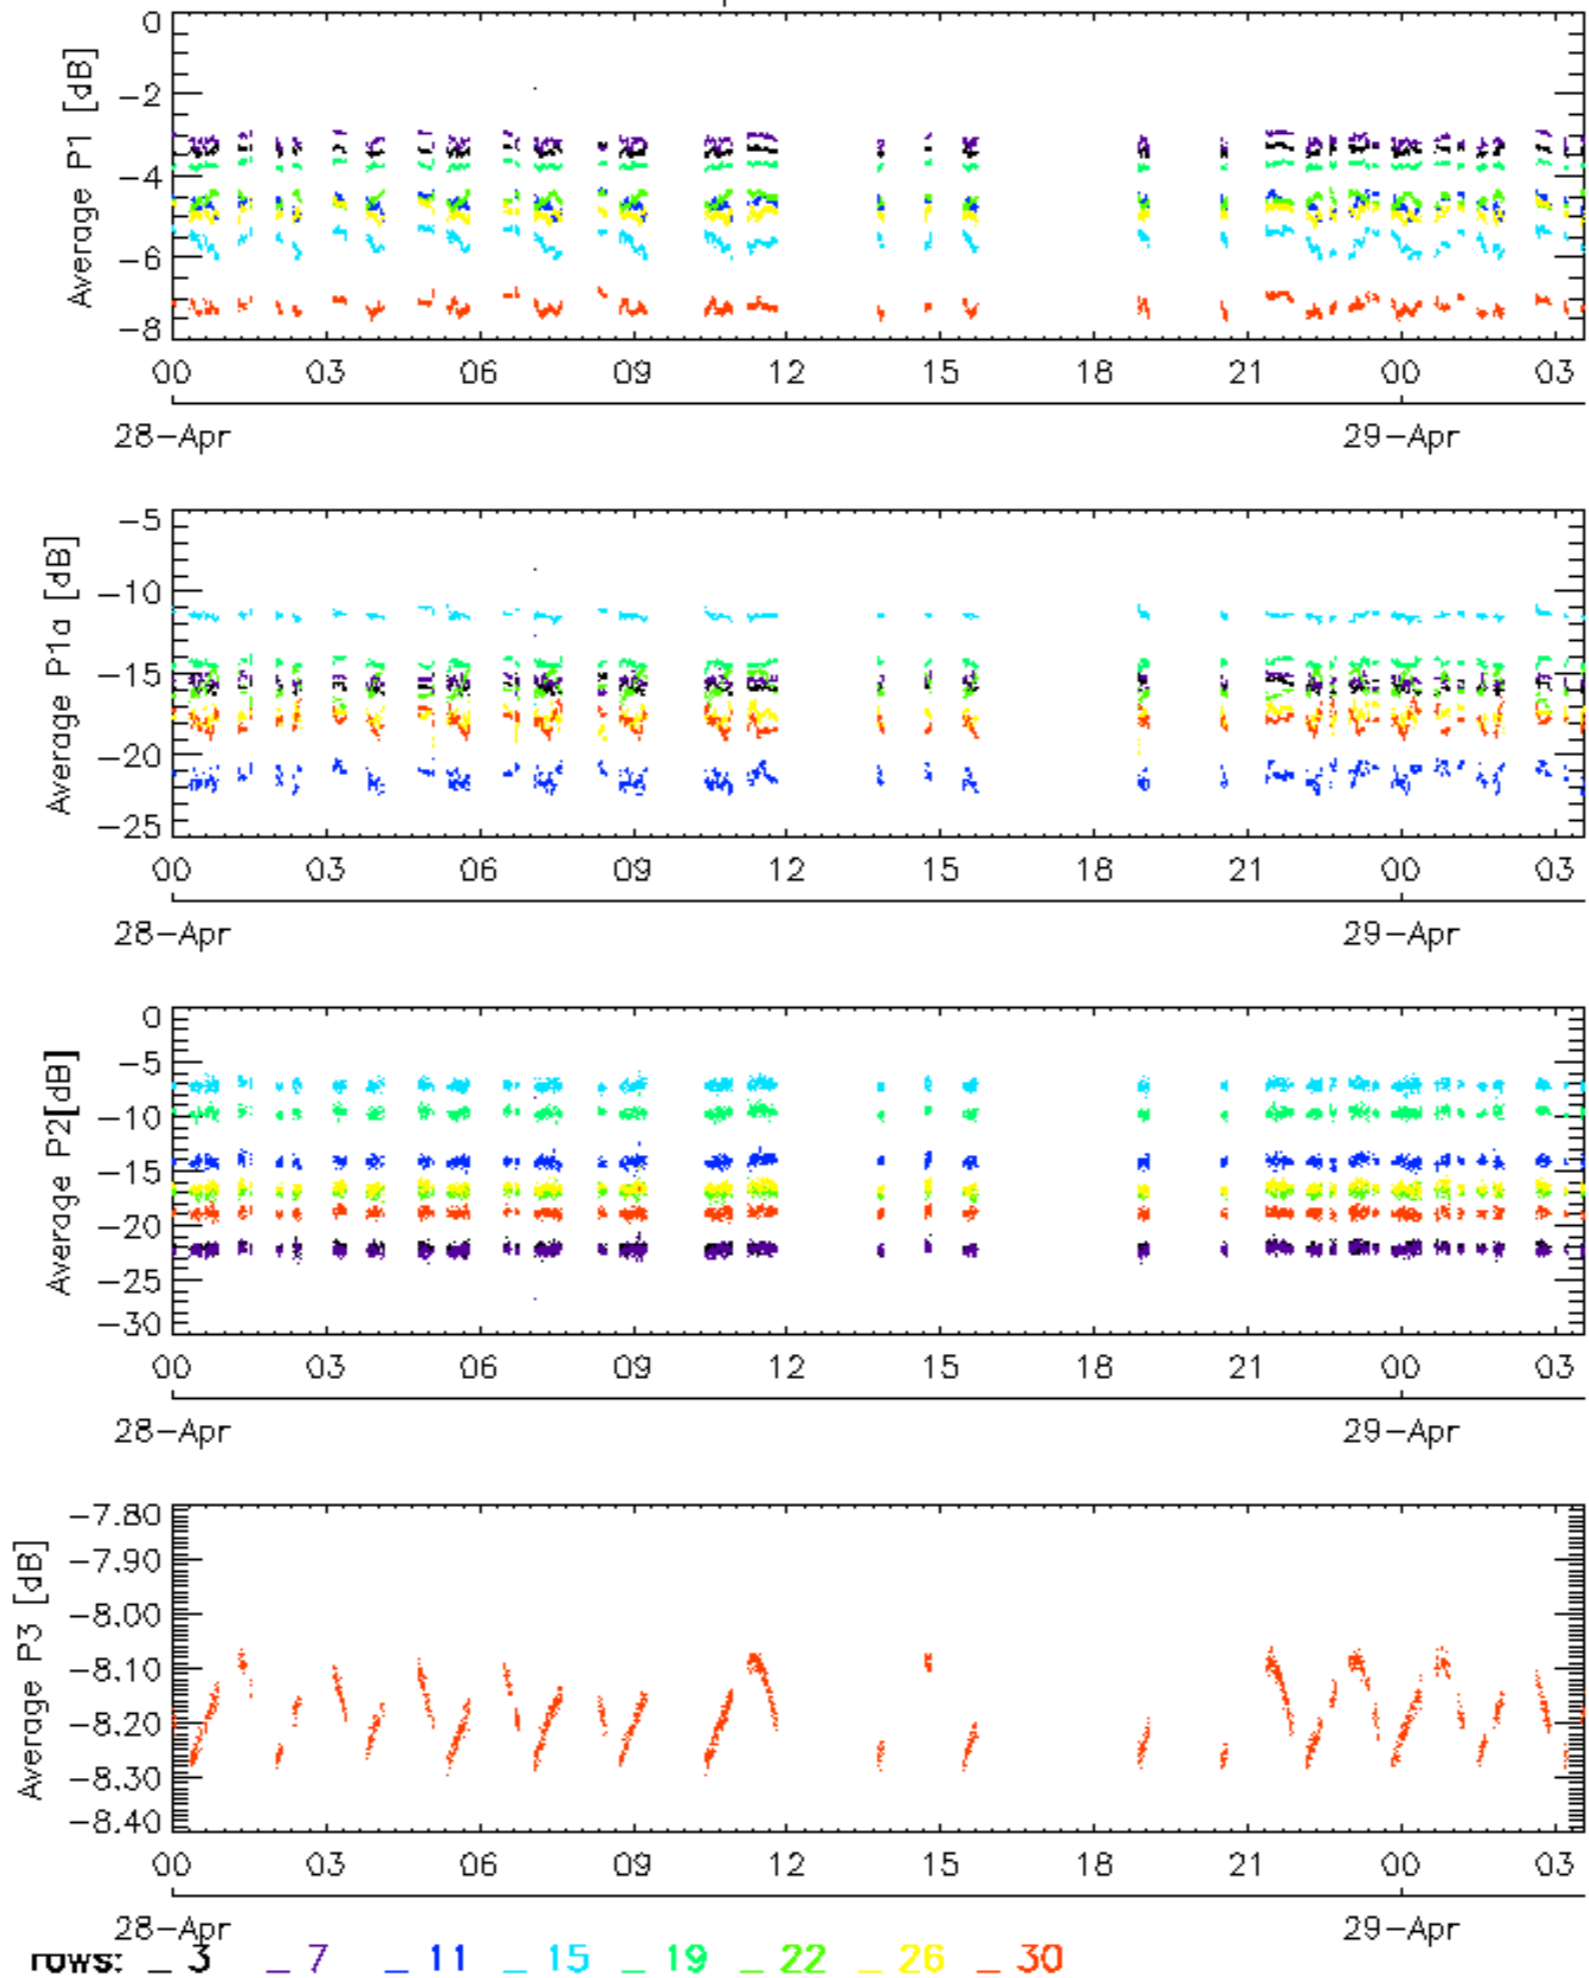 Average P1 [dB]
0
-2
-4
-6
-8
00 03 06 09 12 15 18 21 00 03
28-Apr 29-Apr
Average P1a [dB]
-5
-10
-15
-20
-25
00 03 06 09 12 15 18 21 00 03
28-Apr 29-Apr
Average P2[dB]
0
-5
-10
-15
-20
-25
-30
00 03 06 09 12 15 18 21 00 03
28-Apr 29-Apr
Average P3 [dB]
-7.80
-7.90
-8.00
-8.10
-8.20
-8.30
-8.40
00 03 06 09 12 15 18 21 00 03
28-Apr 29-Apr
rows: _ 3 _ 7 _ 11 _ 15 _ 19 _ 22 _ 26 _ 30